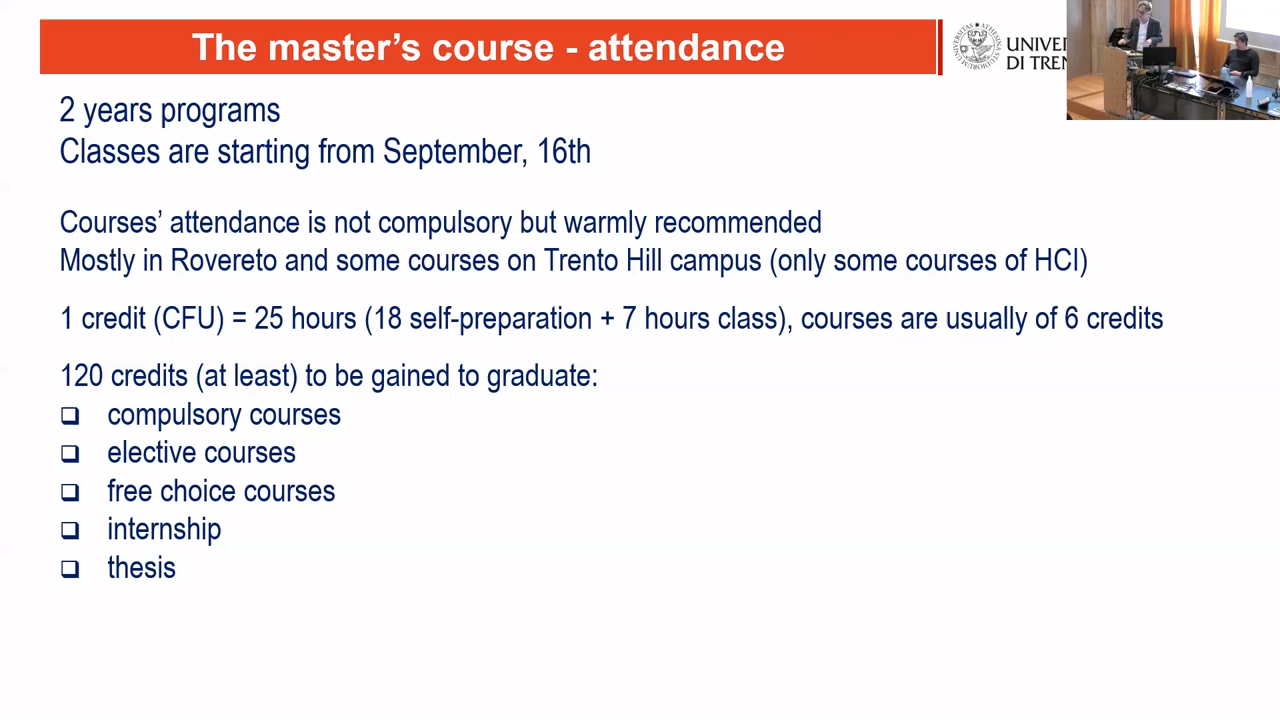 The master's course - attendance
UNIVER
DI TREN
2 years programs
Classes are starting from September, 16th
Courses' attendance is not compulsory but warmly recommended
Mostly in Rovereto and some courses on Trento Hill campus (only some courses of HCI)
1 credit (CFU) = 25 hours (18 self-preparation + 7 hours class), courses are usually of 6 credits
120 credits (at least) to be gained to graduate:
❑ compulsory courses
❑ elective courses
❑ free choice courses
❑ internship
❑ thesis